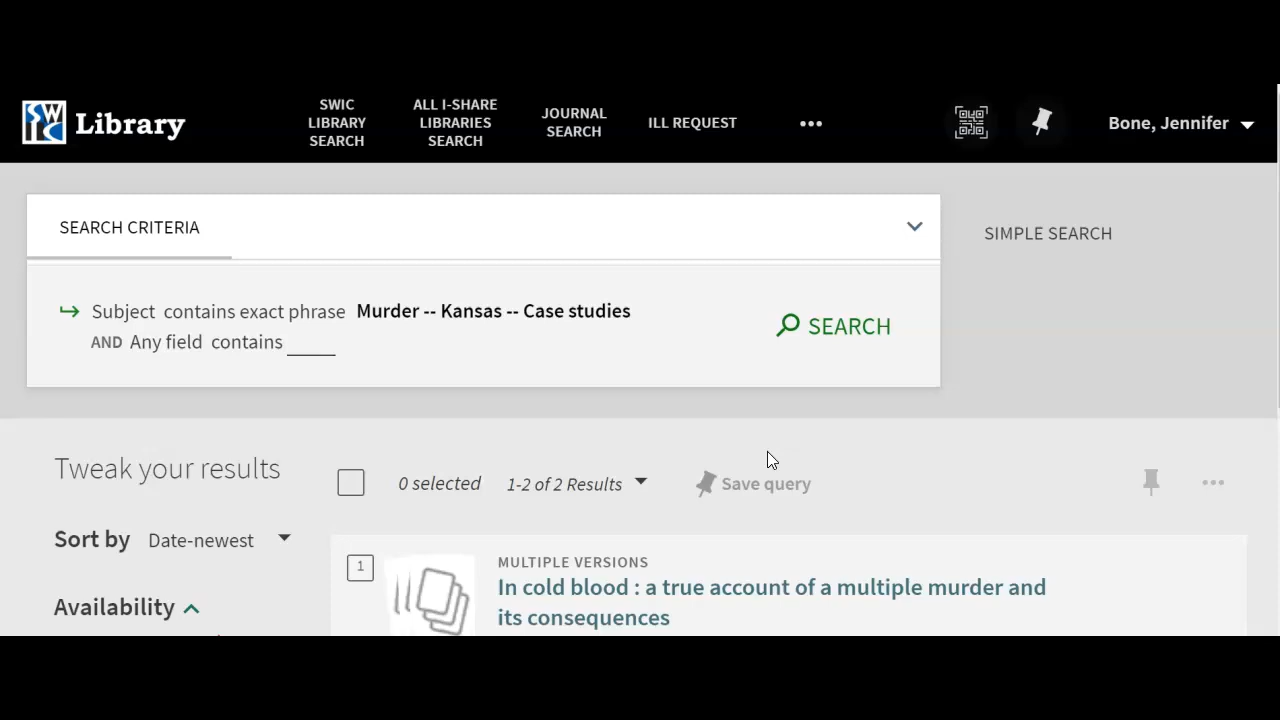 SWIC
Library
SWIC
LIBRARY
SEARCH
ALL I-SHARE
LIBRARIES
SEARCH
JOURNAL
SEARCH
ILL REQUEST
Bone, Jennifer
SEARCH CRITERIA
SIMPLE SEARCH
Subject contains exact phrase Murder -- Kansas -- Case studies
AND Any field contains
SEARCH
Tweak your results
0 selected
1-2 of 2 Results
Save query
Sort by Date-newest
Availability
1
MULTIPLE VERSIONS
In cold blood : a true account of a multiple murder and
its consequences